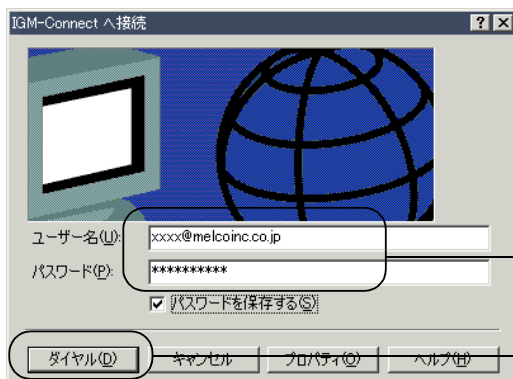 IGM-Connect へ接続
ユーザー名(U): xxxx@melcoinc.co.jp
パスワード(P): **********
パスワードを保存する(S)
ダイヤル(D) キャンセル プロパティ(O) ヘルプ(H)